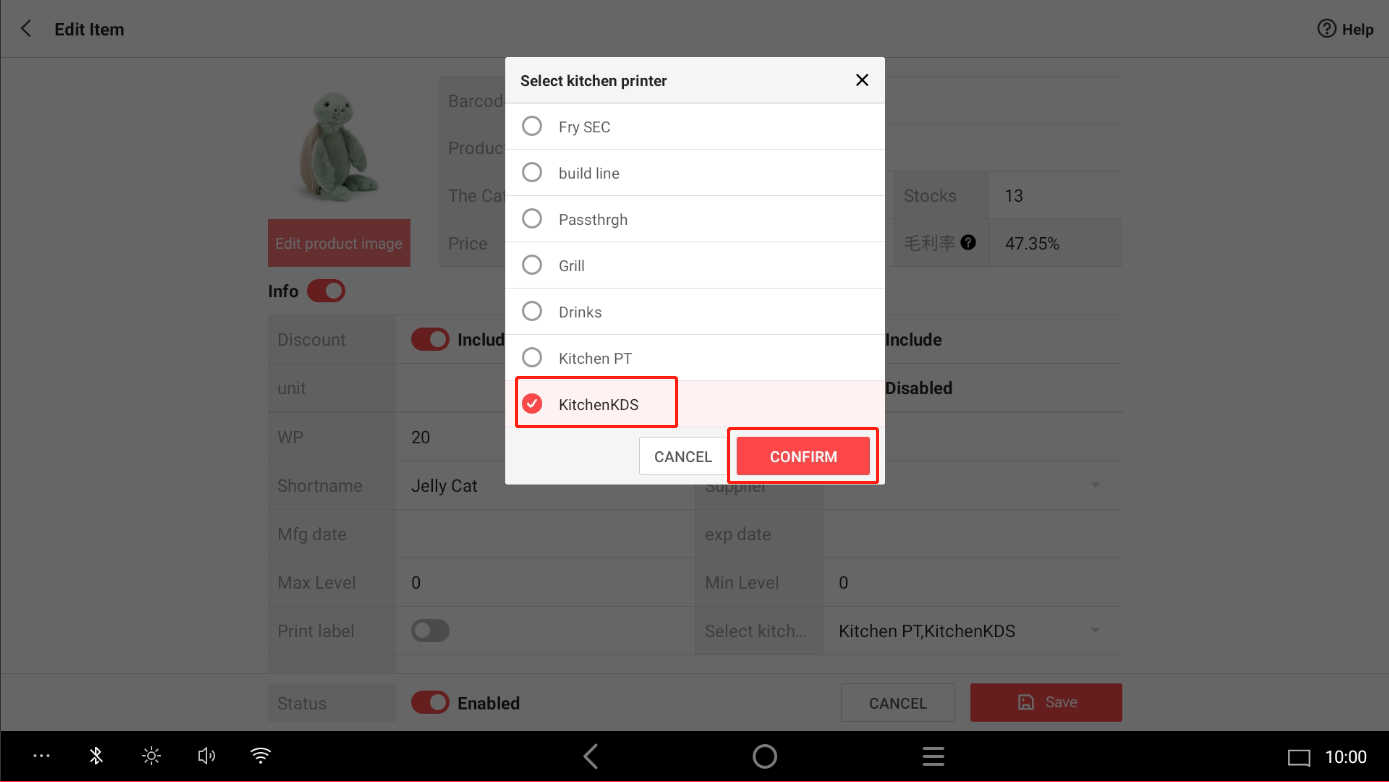 Edit Item
Help
Select kitchen printer
Barcod
Fry SEC
Produc
build line
The Cat
Stocks
13
Passthrgh
Edit product image
Price
毛利率
?
47.35%
Grill
Info
Drinks
Discount
Includ
Include
Kitchen PT
unit
Disabled
KitchenKDS
WP
20
CANCEL
CONFIRM
Shortname
Jelly Cat
Supplier
Mfg date
exp date
Max Level
0
Min Level
0
Print label
Select kitch...
Kitchen PT,KitchenKDS
Status
Enabled
CANCEL
Save
10:00